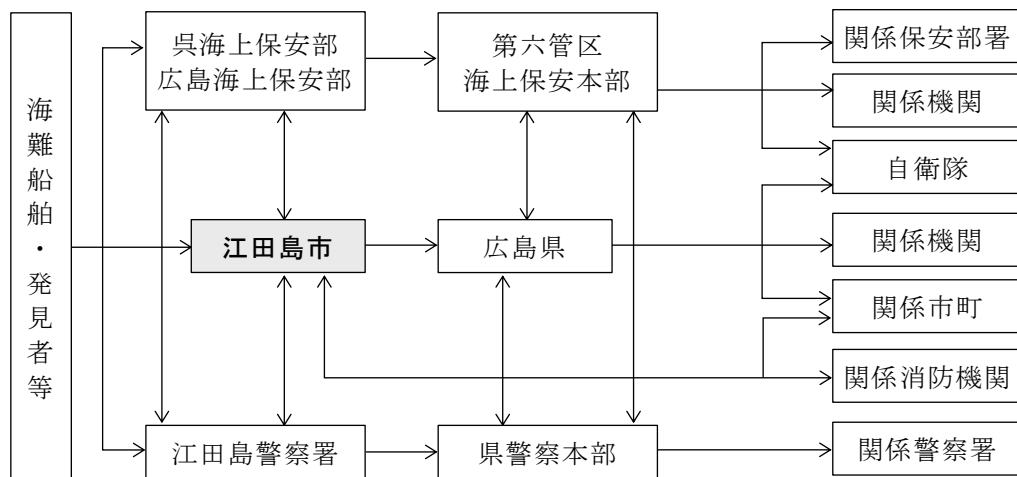 海難船舶・発見者等
呉海上保安部
広島海上保安部
第六管区
海上保安本部
関係保安部署
関係機関
自衛隊
江田島市
広島県
関係機関
関係市町
関係消防機関
江田島警察署
県警察本部
関係警察署